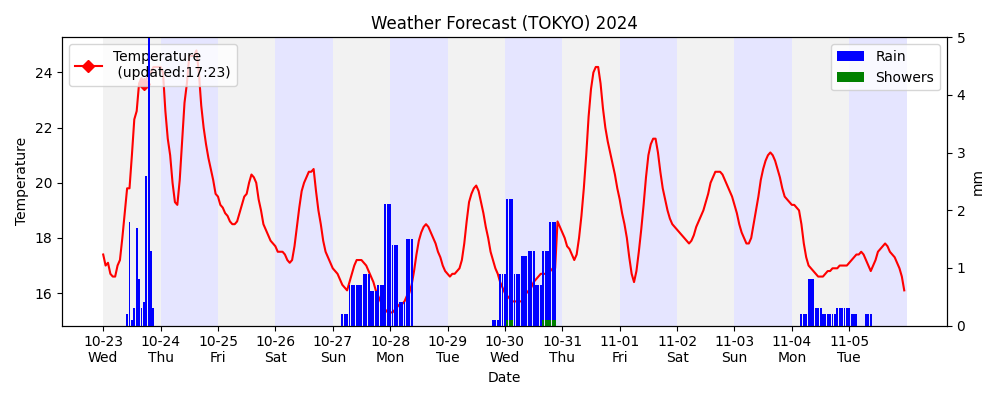 Weather Forecast (TOKYO) 2024
Temperature
(updated:17:23)
Rain
Showers
Temperature
24
22
20
18
16
5
4
3
2
1
0
mm
10-23 10-24 10-25 10-26 10-27 10-28 10-29 10-30 10-31 11-01 11-02 11-03 11-04 11-05
Wed Thu Fri Sat Sun Mon Tue Wed Thu Fri Sat Sun Mon Tue
Date